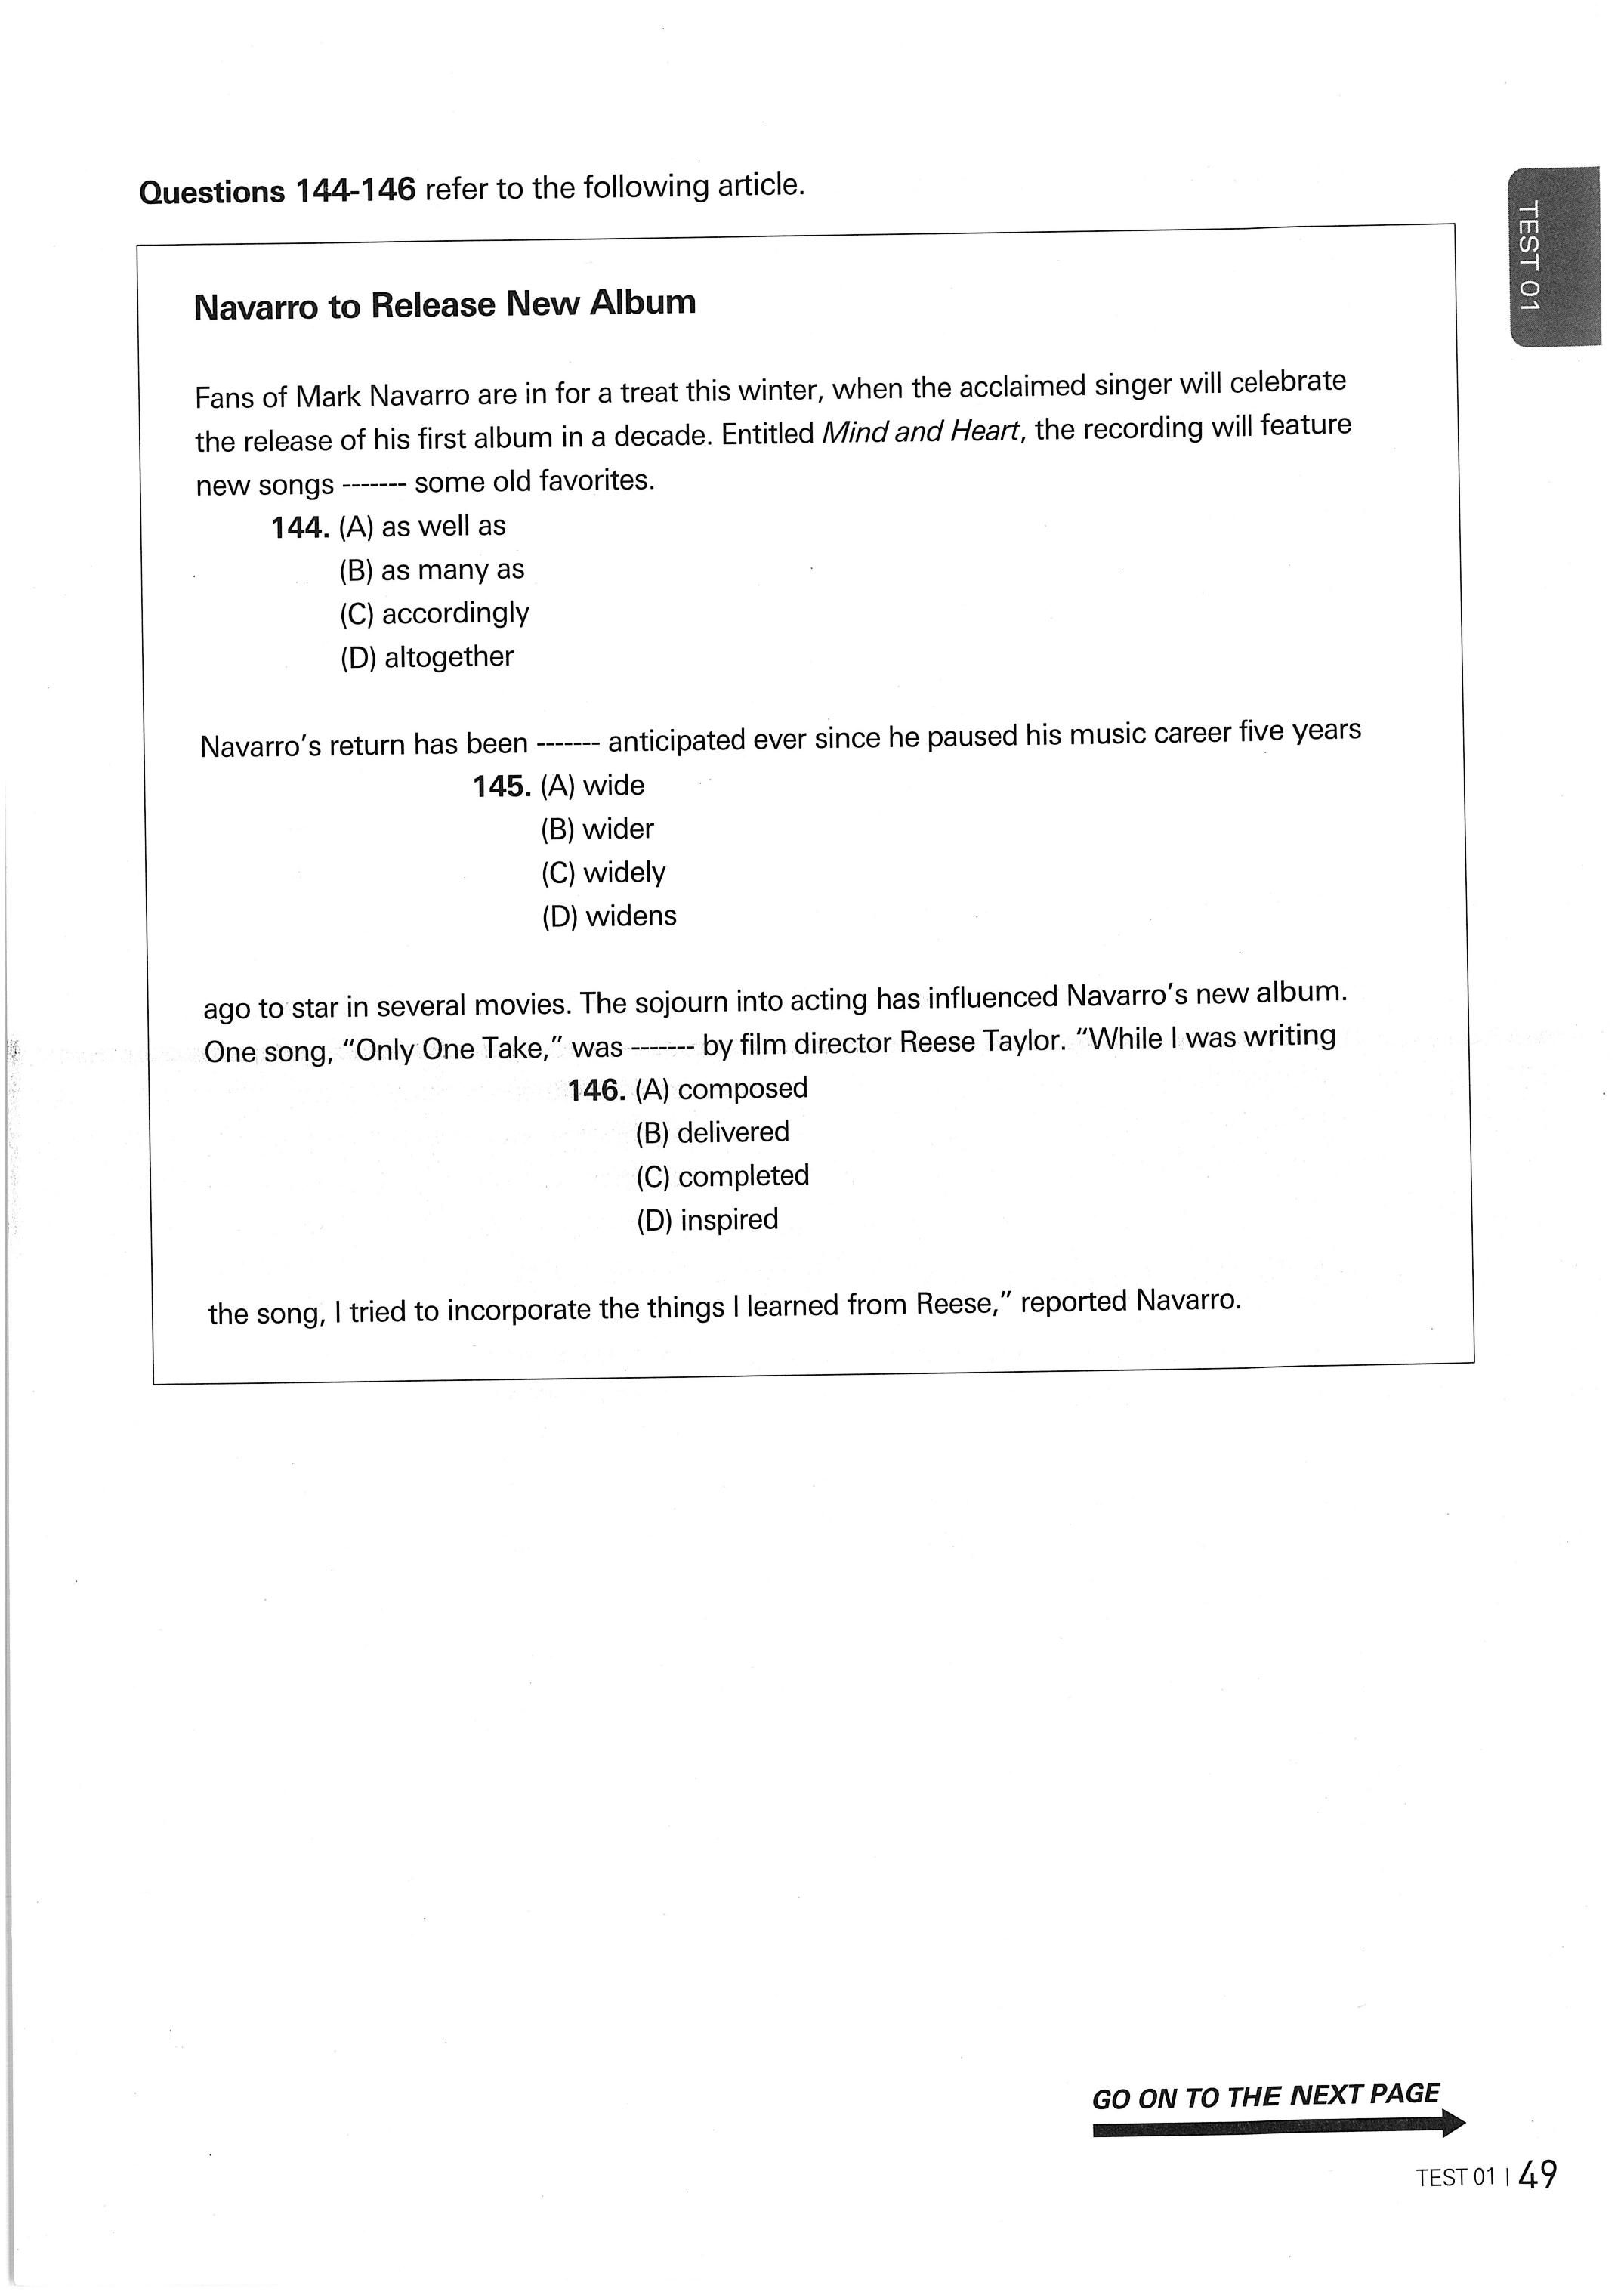 Questions 144-146 refer to the following article.
TEST 01
Navarro to Release New Album
Fans of Mark Navarro are in for a treat this winter, when the acclaimed singer will celebrate
the release of his first album in a decade. Entitled Mind and Heart, the recording will feature
new songs ------- some old favorites.
144. (A) as well as
(B) as many as
(C) accordingly
(D) altogether
Navarro's return has been ------- anticipated ever since he paused his music career five years
145. (A) wide
(B) wider
(C) widely
(D) widens
ago to star in several movies. The sojourn into acting has influenced Navarro's new album.
One song, “Only One Take,” was ------- by film director Reese Taylor. “While I was writing
146. (A) composed
(B) delivered
(C) completed
(D) inspired
the song, I tried to incorporate the things I learned from Reese,” reported Navarro.
GO ON TO THE NEXT PAGE
TEST 01 | 49